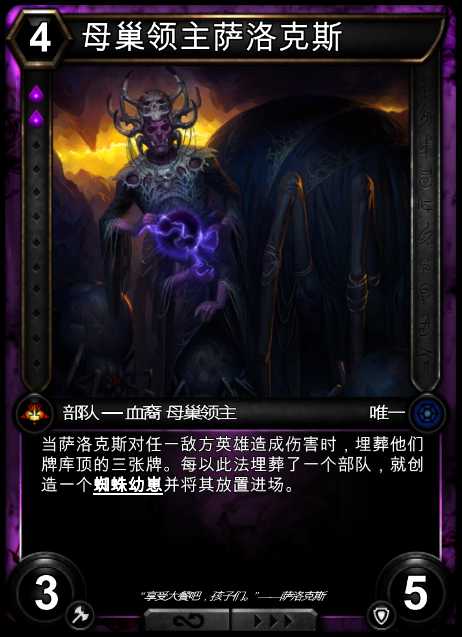 4
母巢领主萨洛克斯
部队 — 血裔 母巢领主
唯一
当萨洛克斯对任一敌方英雄造成伤害时，埋葬他们
牌库顶的三张牌。每以此法埋葬了一个部队，就创
造一个蜘蛛幼崽并将其放置进场。
3
5
“享受大餐吧，孩子们。”——萨洛克斯